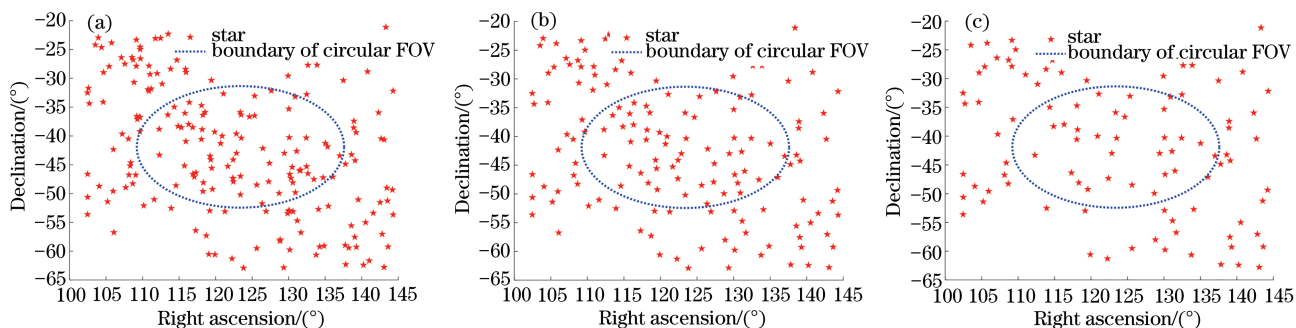 (a)
star
boundary of circular FOV
−20
−25
−30
−35
−40
−45
−50
−55
−60
−65
Declination/(°)
100 105 110 115 120 125 130 135 140 145
Right ascension/(°)
(b)
star
boundary of circular FOV
−20
−25
−30
−35
−40
−45
−50
−55
−60
−65
Declination/(°)
100 105 110 115 120 125 130 135 140 145
Right ascension/(°)
(c)
star
boundary of circular FOV
−20
−25
−30
−35
−40
−45
−50
−55
−60
−65
Declination/(°)
100 105 110 115 120 125 130 135 140 145
Right ascension/(°)